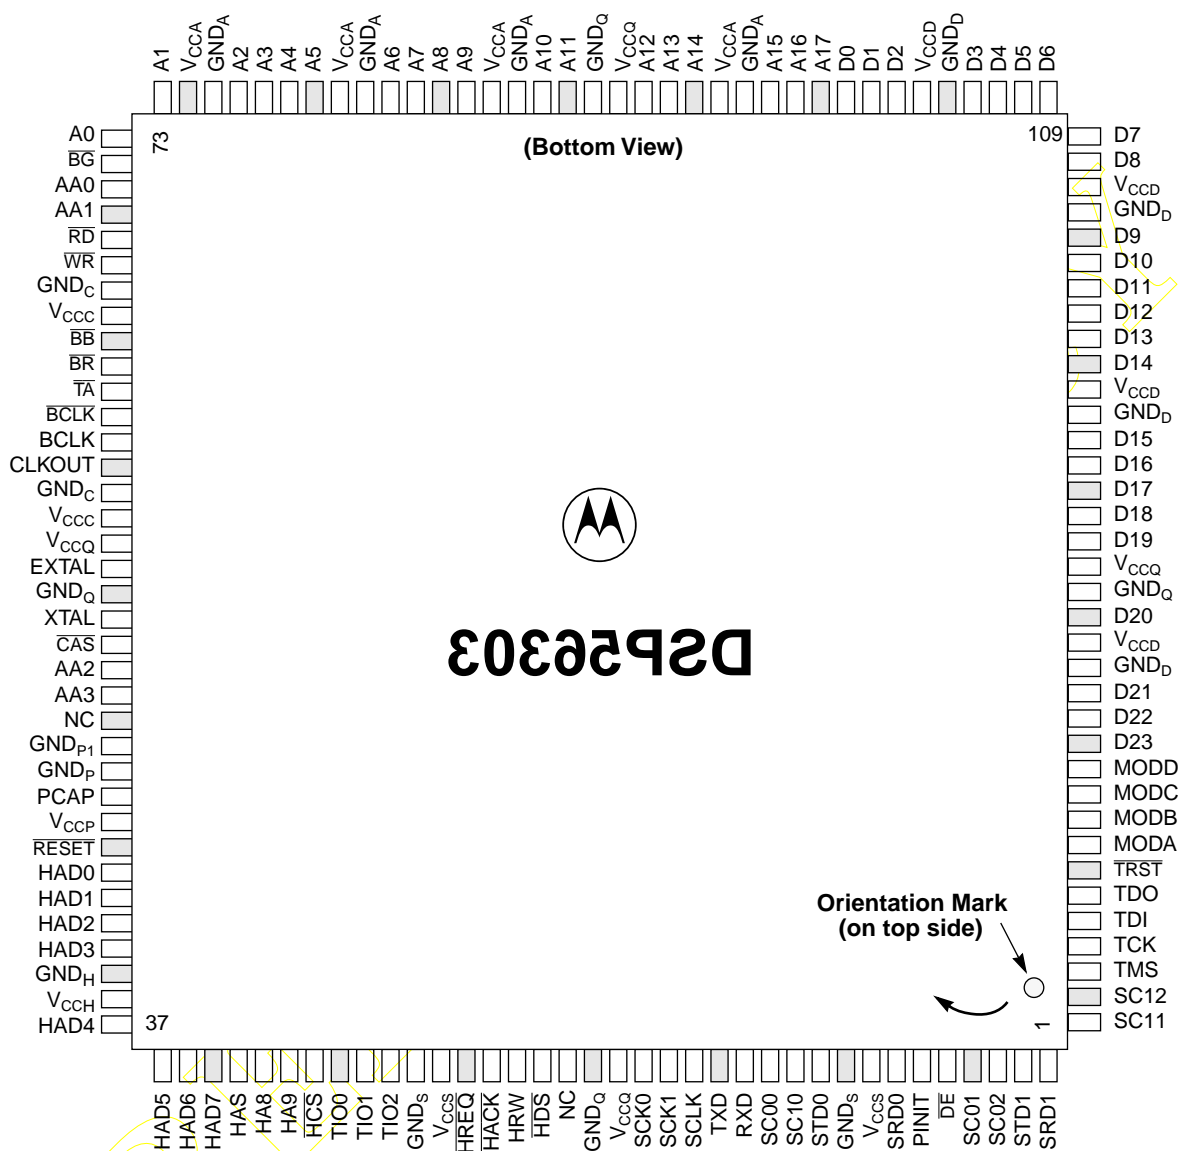 A1
VCCA
GNDA
A2
A3
A4
A5
VCCA
GNDA
A6
A7
A8
A9
VCCA
GNDA
A10
A11
GNDQ
VCCQ
A12
A13
A14
VCCA
GNDA
A15
A16
A17
D0
D1
D2
VCCD
GNDD
D3
D4
D5
D6
73
(Bottom View)
109
A0
BG
AA0
AA1
RD
WR
GNDC
VCCC
BB
BR
TA
BCLK
BCLK
CLKOUT
GNDC
VCCC
VCCQ
EXTAL
GNDQ
XTAL
CAS
AA2
AA3
NC
GNDP1
GNDP
PCAP
VCCP
RESET
HAD0
HAD1
HAD2
HAD3
GNDH
VCCH
HAD4
D7
D8
VCCD
GNDD
D9
D10
D11
D12
D13
D14
VCCD
GNDD
D15
D16
D17
D18
D19
VCCQ
GNDQ
D20
VCCD
GNDD
D21
D22
D23
MODD
MODC
MODB
MODA
TRST
TDO
TDI
TCK
TMS
SC12
SC11
DSP56303
Orientation Mark
(on top side)
37
1
HAD5
HAD6
HAD7
HAS
HA8
HA9
HCS
TIO0
TIO1
TIO2
GNDS
VCCS
HREQ
HACK
HRW
HDS
NC
GNDQ
VCCQ
SCK0
SCK1
SCLK
TXD
RXD
SC00
SC10
STD0
GNDS
VCCS
SRD0
PINIT
DE
SC01
SC02
STD1
SRD1